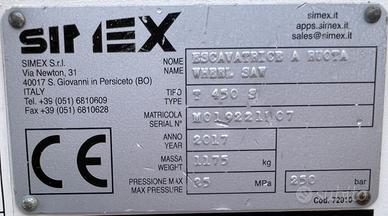 SIMEX
simex.it
apps.simex.it
sales@simex.it
SIMEX S.r.l.
Via Newton, 31
40017 S. Giovanni in Persiceto (BO)
ITALY
Tel. +39 (051) 6810609
Fax +39 (051) 6810628
NOME ESCAVATRICE A RUOTA
NAME WHEEL SAW
TIPO
TYPE T 450 S
MATRICOLA
SERIAL N°
ANNO
YEAR 2017
MASSA
WEIGHT 1175 kg
PRESSIONE MAX
MAX PRESSURE 25 MPa 250 bar
CE
Cod. 72010